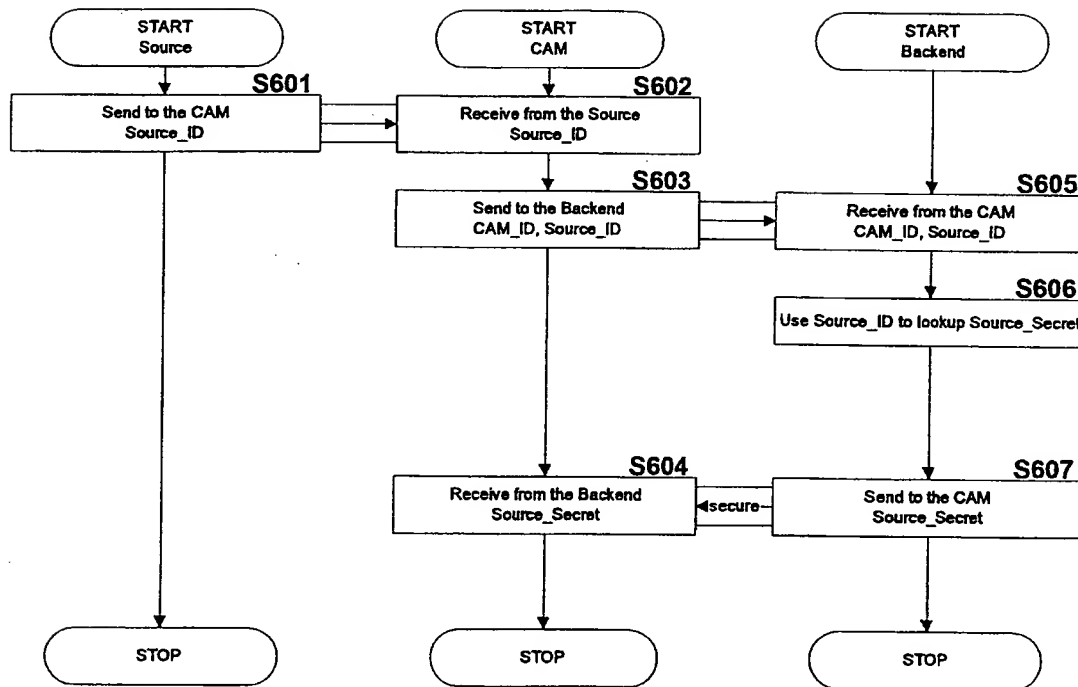 START
Source
START
CAM
START
Backend
S601
Send to the CAM
Source_ID
S602
Receive from the Source
Source_ID
S603
Send to the Backend
CAM_ID, Source_ID
S605
Receive from the CAM
CAM_ID, Source_ID
S606
Use Source_ID to lookup Source_Secret
S604
Receive from the Backend
Source_Secret
secure
S607
Send to the CAM
Source_Secret
STOP
STOP
STOP